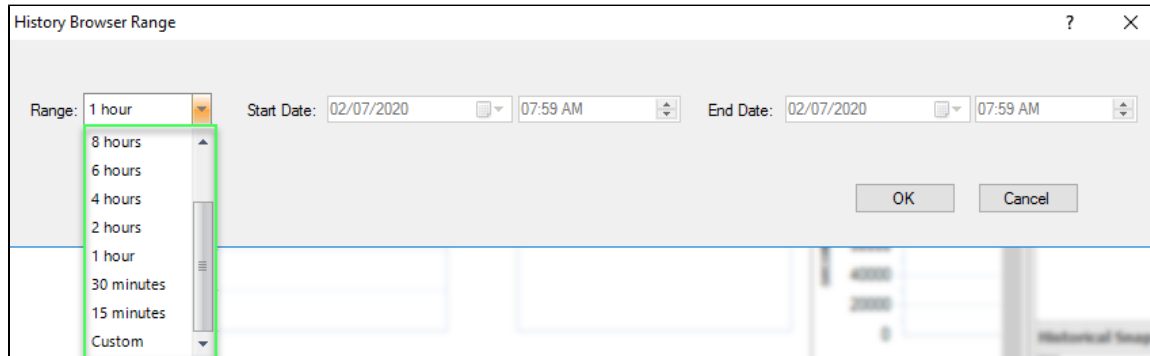 History Browser Range ?
Range: 1 hour Start Date: 02/07/2020 07:59 AM End Date: 02/07/2020 07:59 AM
8 hours
6 hours
4 hours
OK Cancel
2 hours
1 hour
30 minutes
40000
15 minutes
20000
Custom
0
Historical Snap